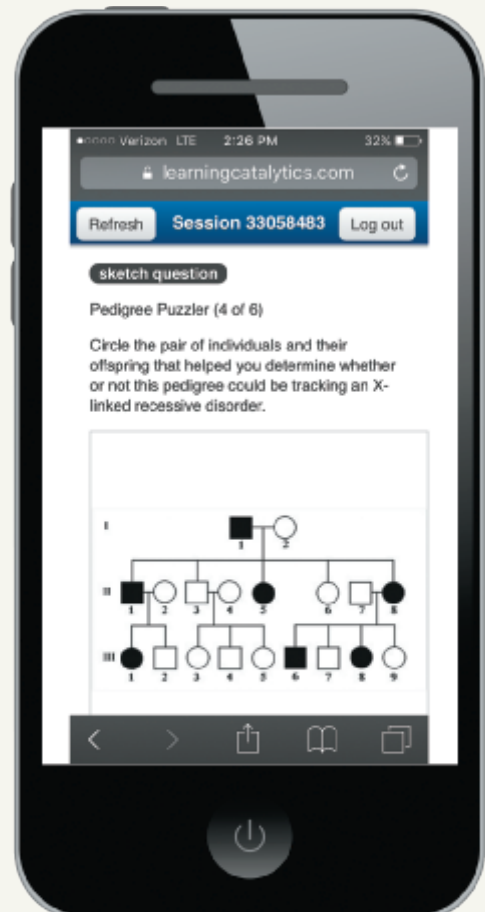 Verizon LTE 2:26 PM 32%
learningcatalytics.com
Refresh Session 33058483 Log out
sketch question
Pedigree Puzzler (4 of 6)
Circle the pair of individuals and their
offspring that helped you determine whether
or not this pedigree could be tracking an X-
linked recessive disorder.
I
1 2
II
1 2 3 4 5 6 7 8
III
1 2 3 4 5 6 7 8 9